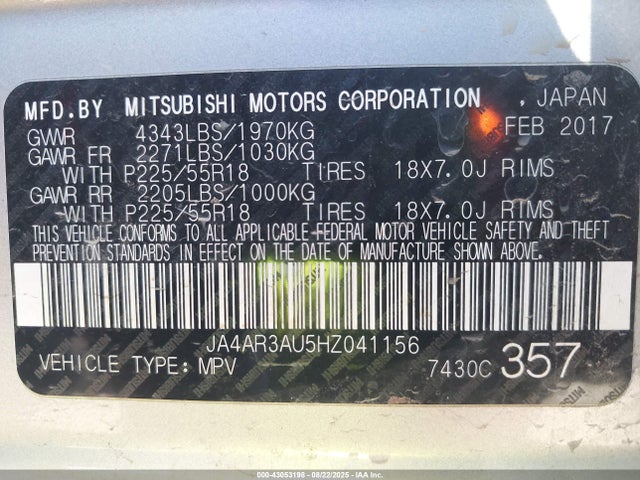 MFD.BY MITSUBISHI MOTORS CORPORATION , JAPAN
GVWR 4343LBS/1970KG FEB 2017
GAWR FR 2271LBS/1030KG
WITH P225/55R18 TIRES 18X7.0J RIMS
GAWR RR 2205LBS/1000KG
WITH P225/55R18 TIRES 18X7.0J RIMS
THIS VEHICLE CONFORMS TO ALL APPLICABLE FEDERAL MOTOR VEHICLE SAFETY AND THEFT
PREVENTION STANDARDS IN EFFECT ON THE DATE OF MANUFACTURE SHOWN ABOVE.
JA4AR3AU5HZ041156
VEHICLE TYPE: MPV 7430C 357
000-43053198 - 08/22/2025 - IAA Inc.